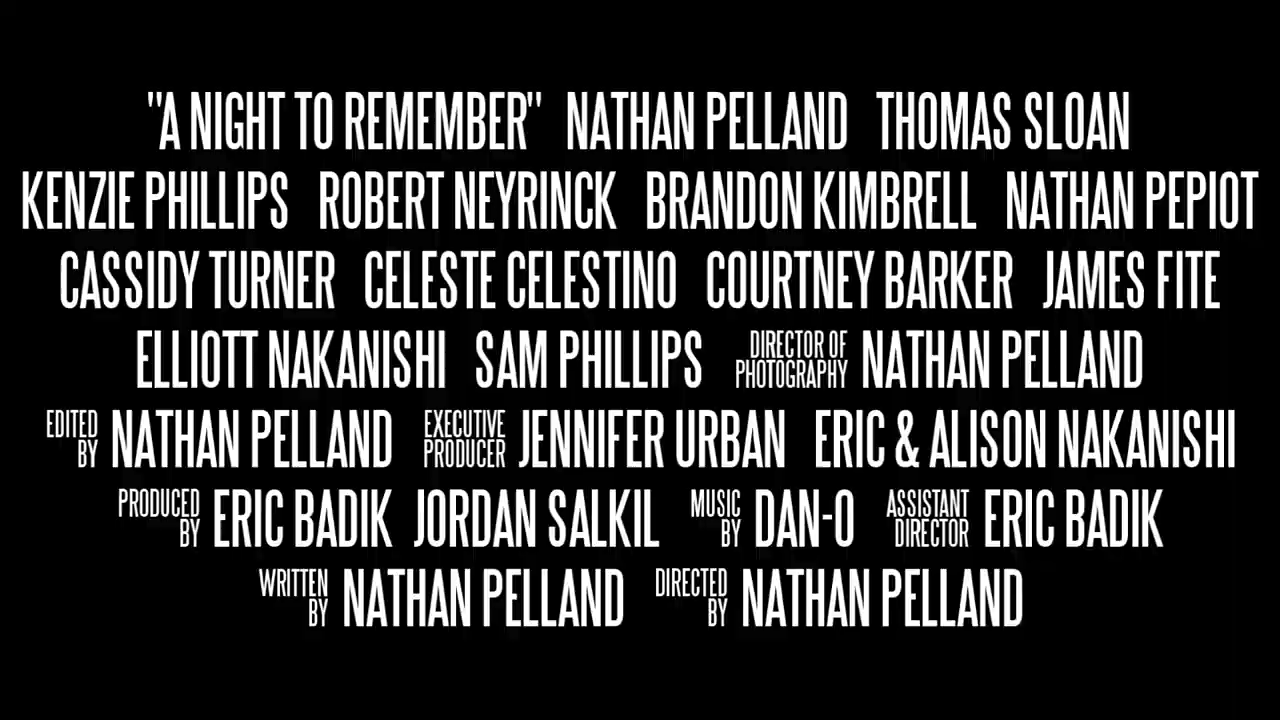 "A NIGHT TO REMEMBER" NATHAN PELLAND THOMAS SLOAN
KENZIE PHILLIPS ROBERT NEYRINCK BRANDON KIMBRELL NATHAN PEPIOT
CASSIDY TURNER CELESTE CELESTINO COURTNEY BARKER JAMES FITE
ELLIOTT NAKANISHI SAM PHILLIPS DIRECTOR OF PHOTOGRAPHY NATHAN PELLAND
EDITED BY NATHAN PELLAND EXECUTIVE PRODUCER JENNIFER URBAN ERIC & ALISON NAKANISHI
PRODUCED BY ERIC BADIK JORDAN SALKIL MUSIC BY DAN-O ASSISTANT DIRECTOR ERIC BADIK
WRITTEN BY NATHAN PELLAND DIRECTED BY NATHAN PELLAND